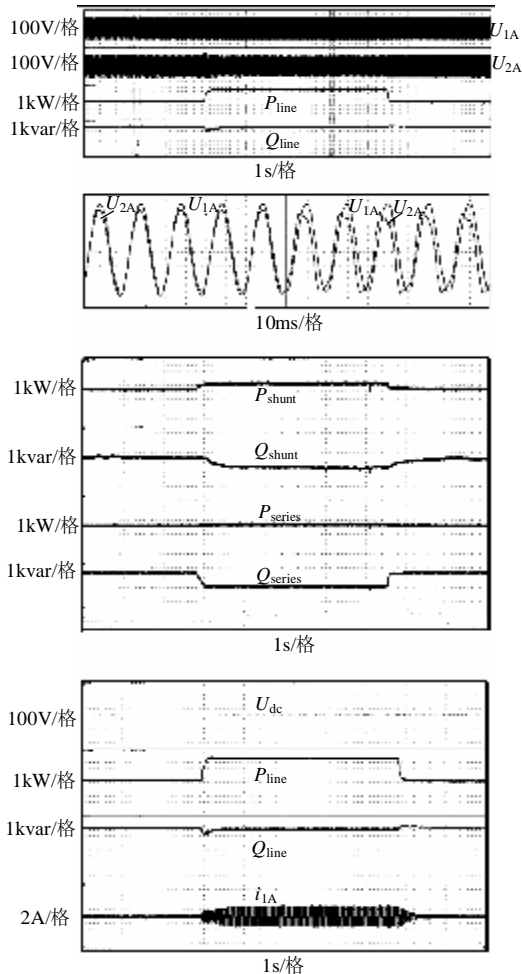 100V/格
U1A
100V/格
U2A
1kW/格
Pline
1kvar/格
Qline
1s/格
U2A U1A U1A U2A
10ms/格
1kW/格
Pshunt
1kvar/格
Qshunt
1kW/格
Pseries
1kvar/格
Qseries
1s/格
100V/格
Udc
1kW/格
Pline
1kvar/格
Qline
2A/格
i1A
1s/格